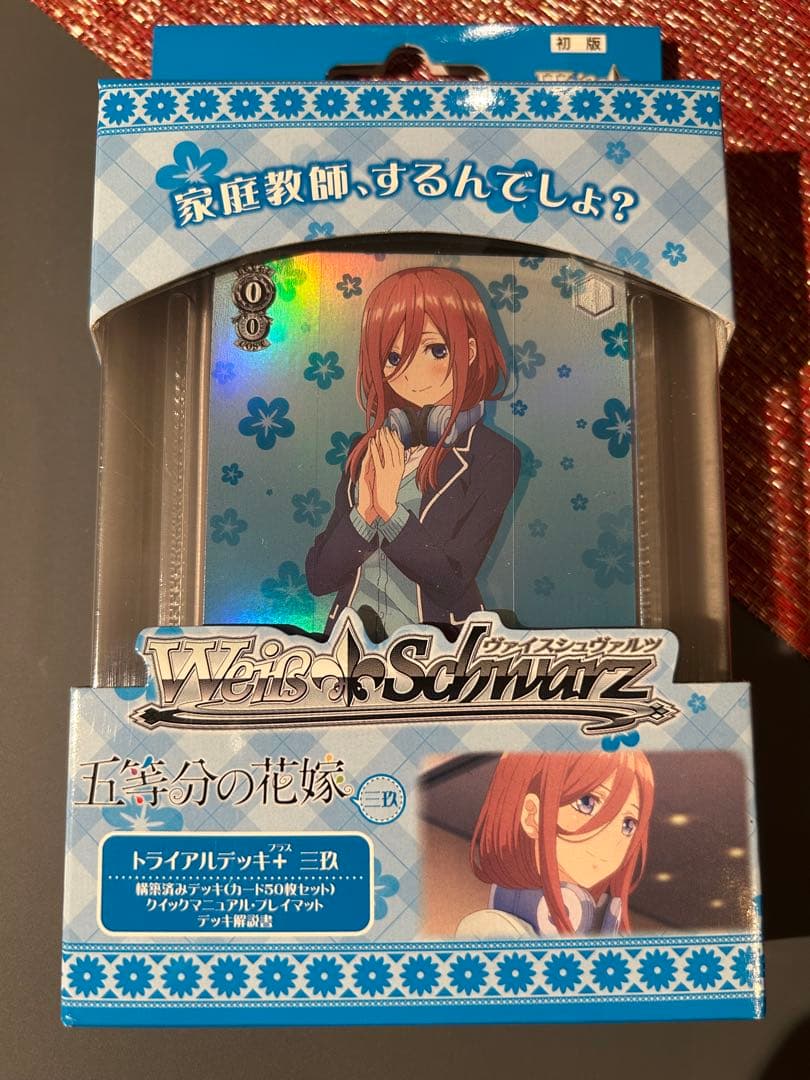 初版
家庭教師、するんでしょ?
0
0
COST
ヴァイスシュヴァルツ
Weiß Schwarz
五等分の花嫁
三玖
プラス
トライアルデッキ+ 三玖
構築済みデッキ(カード50枚セット)
クイックマニュアル・プレイマット
デッキ解説書